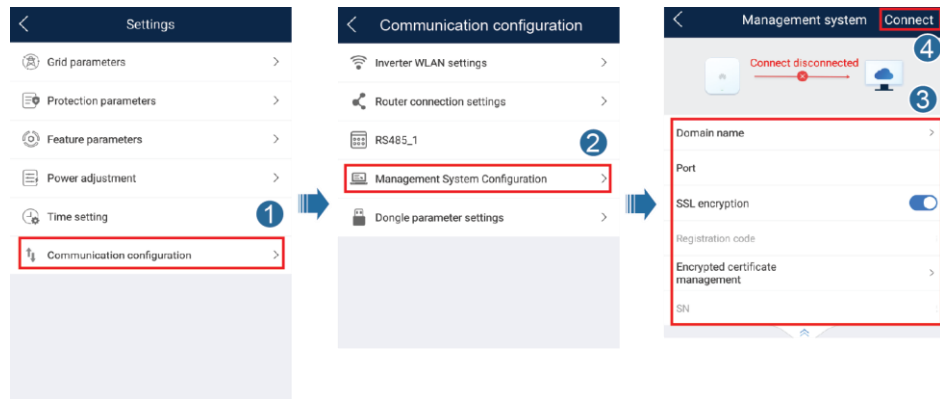 Settings
Grid parameters
Protection parameters
Feature parameters
Power adjustment
Time setting
1
Communication configuration
Communication configuration
Inverter WLAN settings
Router connection settings
RS485_1
2
Management System Configuration
Dongle parameter settings
Management system Connect
4
Connect disconnected
3
Domain name
Port
SSL encryption
Registration code
Encrypted certificate
management
SN